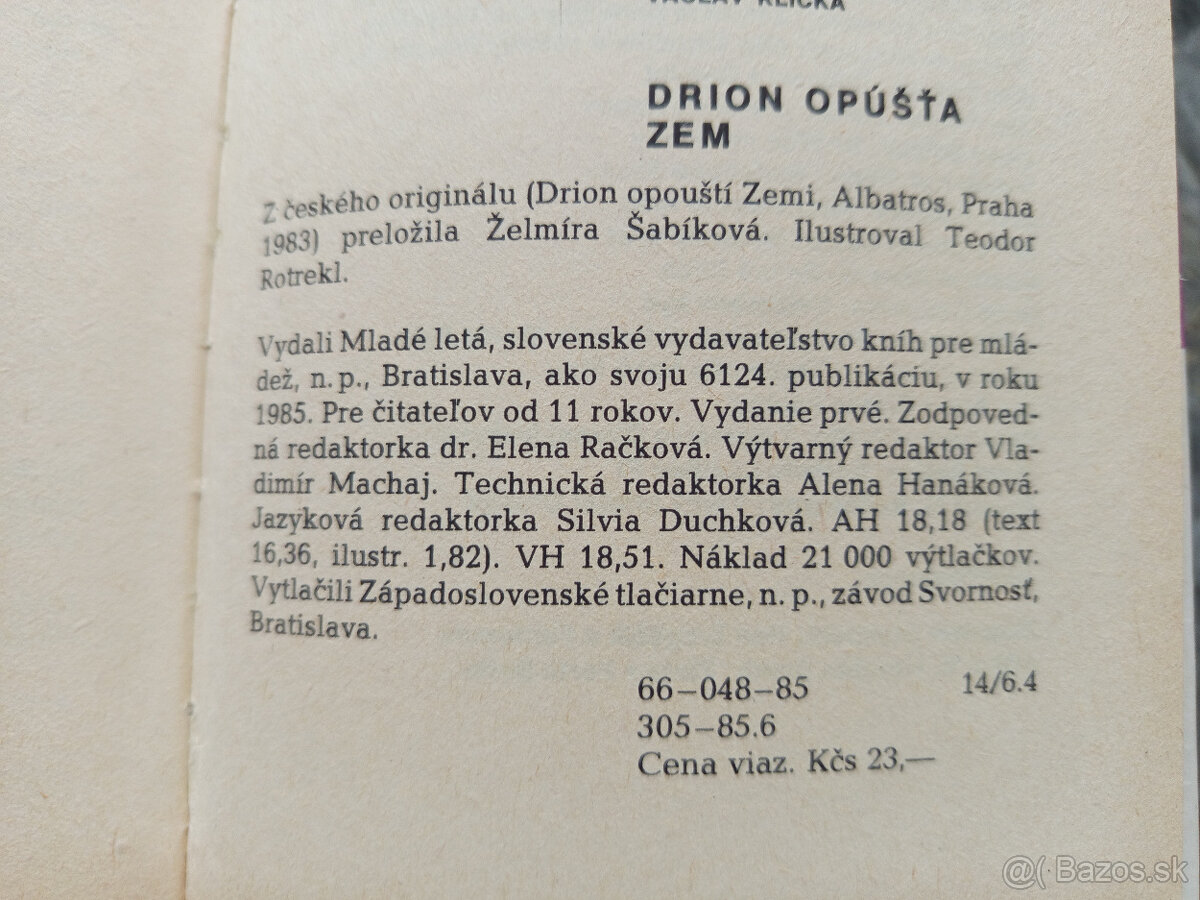 VÁCLAV KLIČKA
DRION OPÚŠŤA
ZEM
Z českého originálu (Drion opouští Zemi, Albatros, Praha
1983) preložila Želmíra Šabíková. Ilustroval Teodor
Rotrekl.
Vydali Mladé letá, slovenské vydavateľstvo kníh pre mlá-
dež, n. p., Bratislava, ako svoju 6124. publikáciu, v roku
1985. Pre čitateľov od 11 rokov. Vydanie prvé. Zodpoved-
ná redaktorka dr. Elena Račková. Výtvarný redaktor Vla-
dimír Machaj. Technická redaktorka Alena Hanáková.
Jazyková redaktorka Silvia Duchková. AH 18,18 (text
16,36, ilustr. 1,82). VH 18,51. Náklad 21 000 výtlačkov.
Vytlačili Západoslovenské tlačiarne, n. p., závod Svornosť,
Bratislava.
66–048–85 14/6.4
305–85.6
Cena viaz. Kčs 23,—
@( Bazos.sk